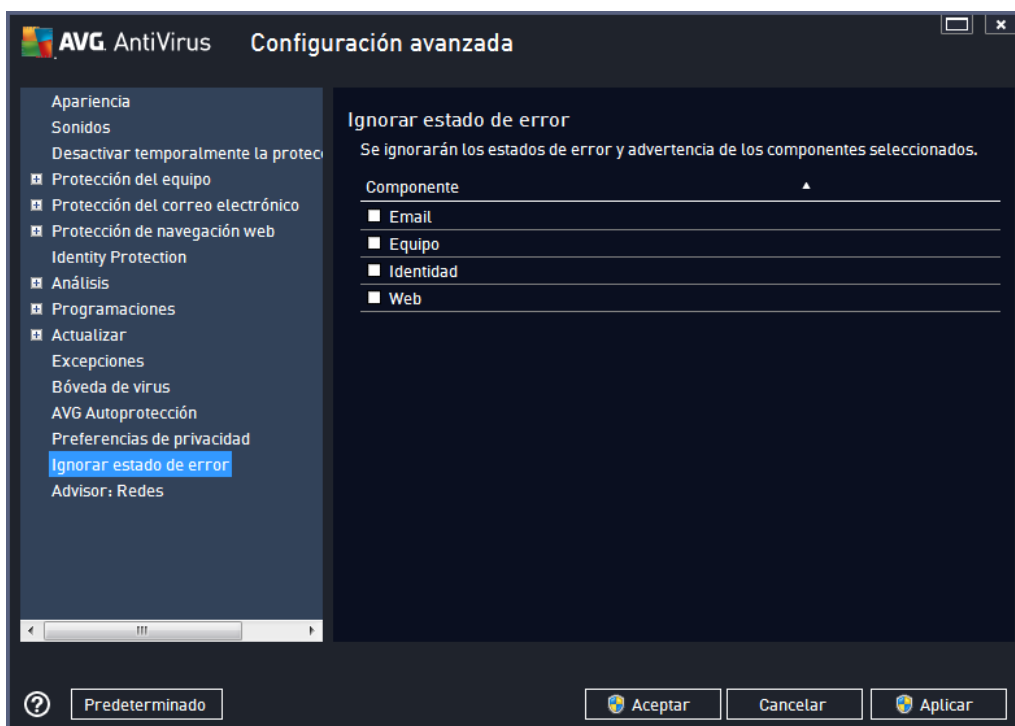 AVG. AntiVirus Configuración avanzada
Apariencia
Sonidos
Desactivar temporalmente la protec
Protección del equipo
Protección del correo electrónico
Protección de navegación web
Identity Protection
Análisis
Programaciones
Actualizar
Excepciones
Bóveda de virus
AVG Autoprotección
Preferencias de privacidad
Ignorar estado de error
Advisor: Redes
Ignorar estado de error
Se ignorarán los estados de error y advertencia de los componentes seleccionados.
Componente
Email
Equipo
Identidad
Web
? Predeterminado Aceptar Cancelar Aplicar